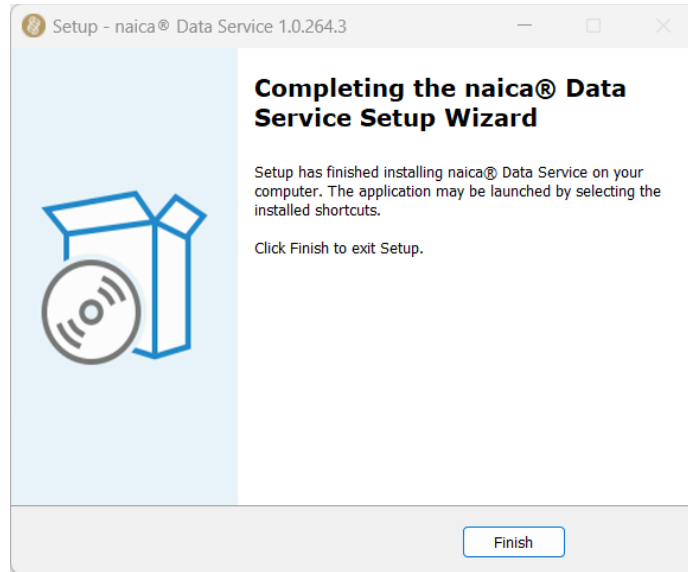 Setup - naica® Data Service 1.0.264.3
Completing the naica® Data
Service Setup Wizard
Setup has finished installing naica® Data Service on your
computer. The application may be launched by selecting the
installed shortcuts.
Click Finish to exit Setup.
Finish